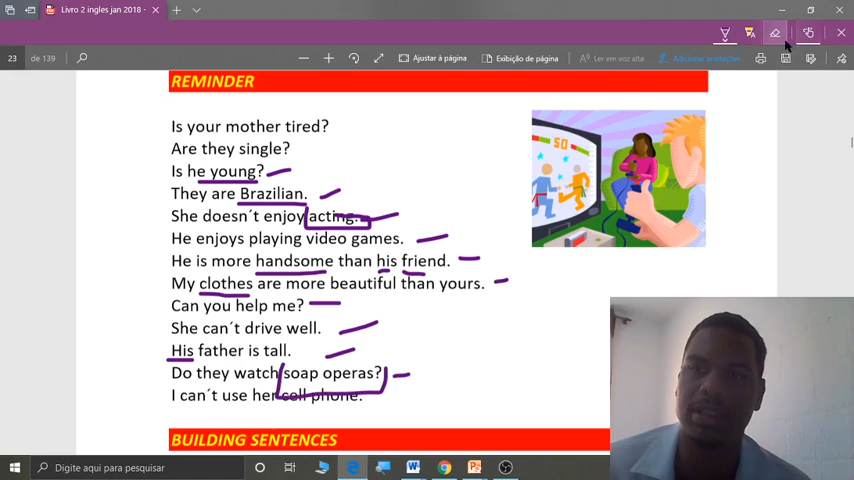 Livro 2 ingles jan 2018 -
23 de 139 Ajustar à página Exibição de página Ler em voz alta Adicionar anotações
REMINDER
Is your mother tired?
Are they single?
Is he young?
They are Brazilian.
She doesn´t enjoy acting.
He enjoys playing video games.
He is more handsome than his friend.
My clothes are more beautiful than yours.
Can you help me?
She can´t drive well.
His father is tall.
Do they watch soap operas?
I can´t use her cell phone.
50
BUILDING SENTENCES
Digite aqui para pesquisar